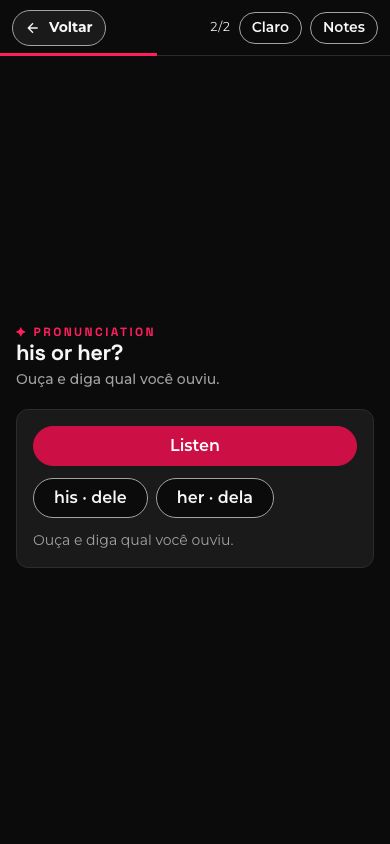 ← Voltar 2/2 Claro Notes
✦ PRONUNCIATION
his or her?
Ouça e diga qual você ouviu.
Listen
his · dele her · dela
Ouça e diga qual você ouviu.